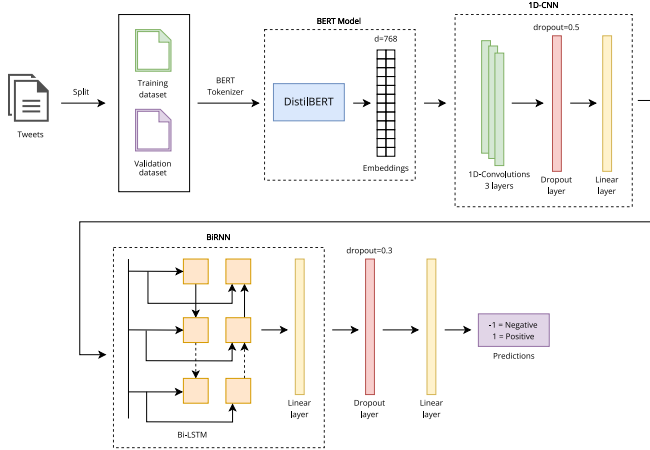 BERT Model
1D-CNN
d=768
dropout=0.5
Split
BERT
Tokenizer
Training
dataset
DistilBERT
Tweets
Validation
dataset
Embeddings
1D-Convolutions
3 layers
Dropout
layer
Linear
layer
BiRNN
dropout=0.3
-1 = Negative
1 = Positive
Predictions
Linear
layer
Dropout
layer
Linear
layer
Bi-LSTM